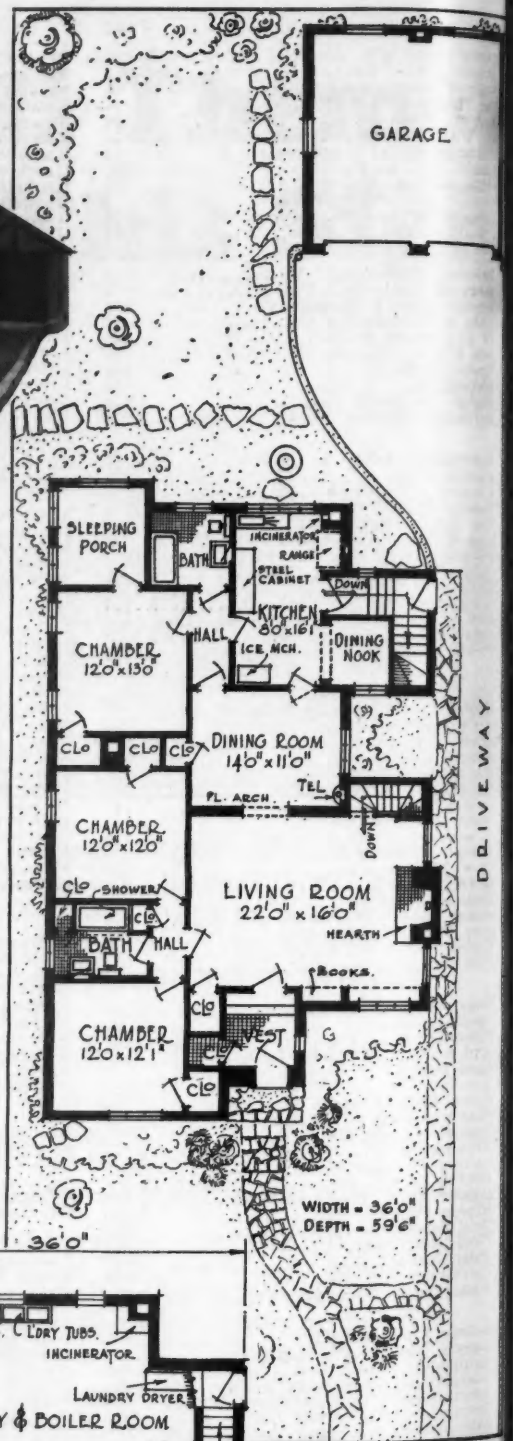 GARAGE
SLEEPING
PORCH
BATH
INCINERATOR
RANGE
STEEL
CABINET
DOWN
KITCHEN
8'0"x16'1
ICE MCH.
HALL
DINING
NOOK
CHAMBER
12'0"x13'0"
CLO
CLO
CLO
DINING ROOM
14'0"x11'0"
TEL
PL. ARCH
DOWN
DRIVEWAY
CHAMBER
12'0"x12'0"
CLO
SHOWER
CLO
BATH
HALL
LIVING ROOM
22'0"x16'0"
HEARTH
BOOKS.
CLO
VEST
CLO
CHAMBER
12'0x12'1"
CLO
WIDTH = 36'0"
DEPTH = 59'6"
36'0"
L'DRY TUBS.
INCINERATOR
LAUNDRY DRYER
Y & BOILER ROOM